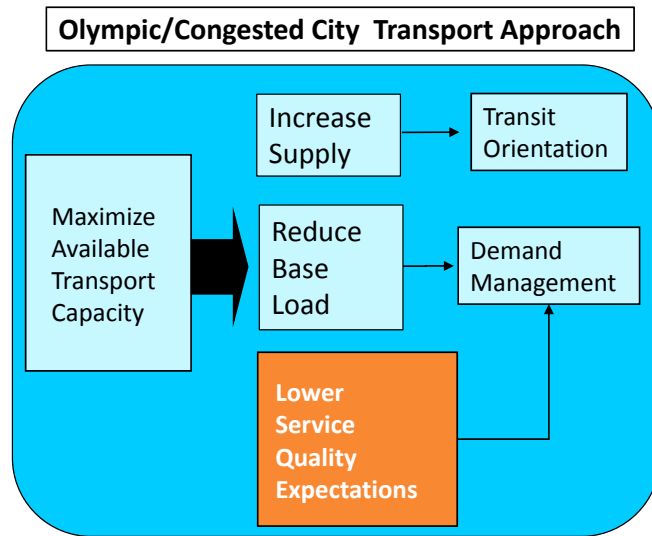 Olympic/Congested City Transport Approach
Maximize
Available
Transport
Capacity
Increase
Supply
Transit
Orientation
Reduce
Base
Load
Demand
Management
Lower
Service
Quality
Expectations